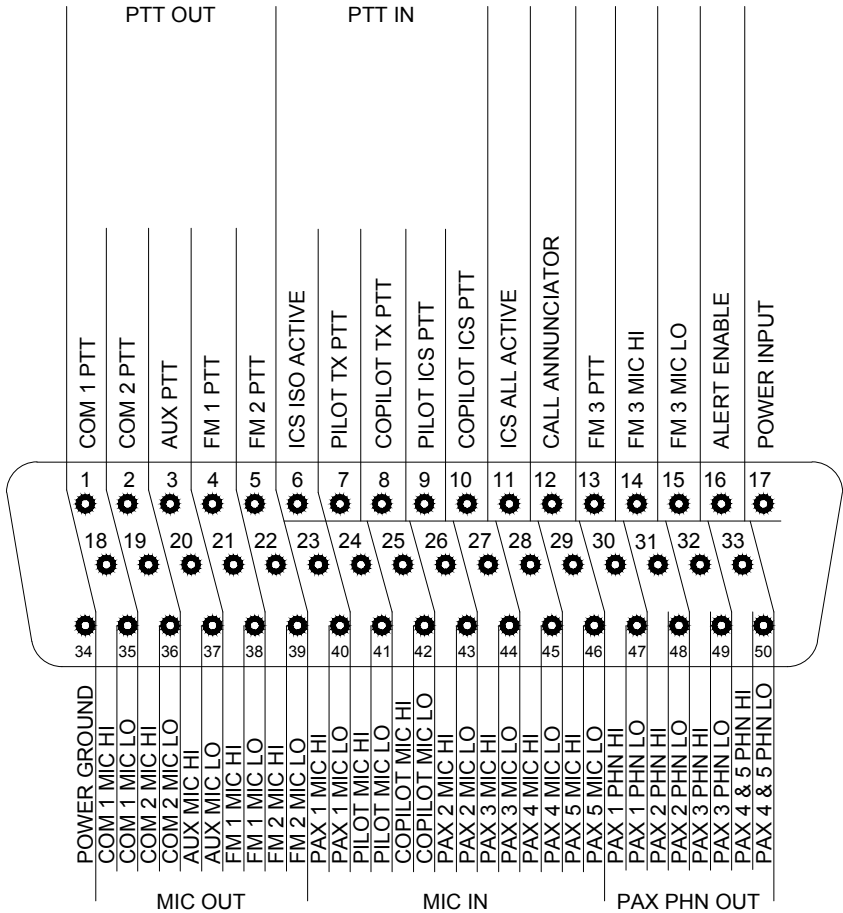 PTT OUT
PTT IN
COM 1 PTT
COM 2 PTT
AUX PTT
FM 1 PTT
FM 2 PTT
ICS ISO ACTIVE
PILOT TX PTT
COPILOT TX PTT
PILOT ICS PTT
COPILOT ICS PTT
ICS ALL ACTIVE
CALL ANNUNCIATOR
FM 3 PTT
FM 3 MIC HI
FM 3 MIC LO
ALERT ENABLE
POWER INPUT
1 2 3 4 5 6 7 8 9 10 11 12 13 14 15 16 17
18 19 20 21 22 23 24 25 26 27 28 29 30 31 32 33
34 35 36 37 38 39 40 41 42 43 44 45 46 47 48 49 50
POWER GROUND
COM 1 MIC HI
COM 1 MIC LO
COM 2 MIC HI
COM 2 MIC LO
AUX MIC HI
AUX MIC LO
FM 1 MIC HI
FM 1 MIC LO
FM 2 MIC HI
FM 2 MIC LO
PAX 1 MIC HI
PAX 1 MIC LO
PILOT MIC HI
PILOT MIC LO
COPILOT MIC HI
COPILOT MIC LO
PAX 2 MIC HI
PAX 2 MIC LO
PAX 3 MIC HI
PAX 3 MIC LO
PAX 4 MIC HI
PAX 4 MIC LO
PAX 5 MIC HI
PAX 5 MIC LO
PAX 1 PHN HI
PAX 1 PHN LO
PAX 2 PHN HI
PAX 2 PHN LO
PAX 3 PHN HI
PAX 3 PHN LO
PAX 4 & 5 PHN HI
PAX 4 & 5 PHN LO
MIC OUT
MIC IN
PAX PHN OUT